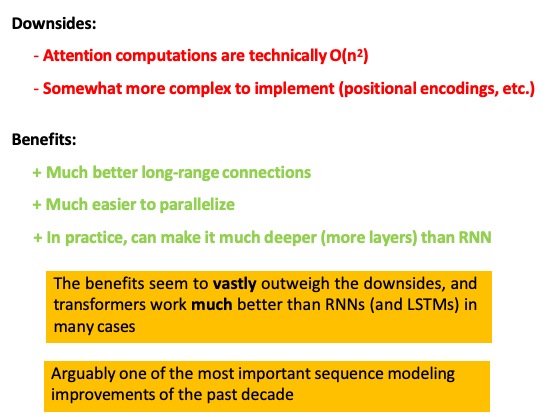 Downsides:
- Attention computations are technically O(n²)
- Somewhat more complex to implement (positional encodings, etc.)
Benefits:
+ Much better long-range connections
+ Much easier to parallelize
+ In practice, can make it much deeper (more layers) than RNN
The benefits seem to vastly outweigh the downsides, and
transformers work much better than RNNs (and LSTMs) in
many cases
Arguably one of the most important sequence modeling
improvements of the past decade